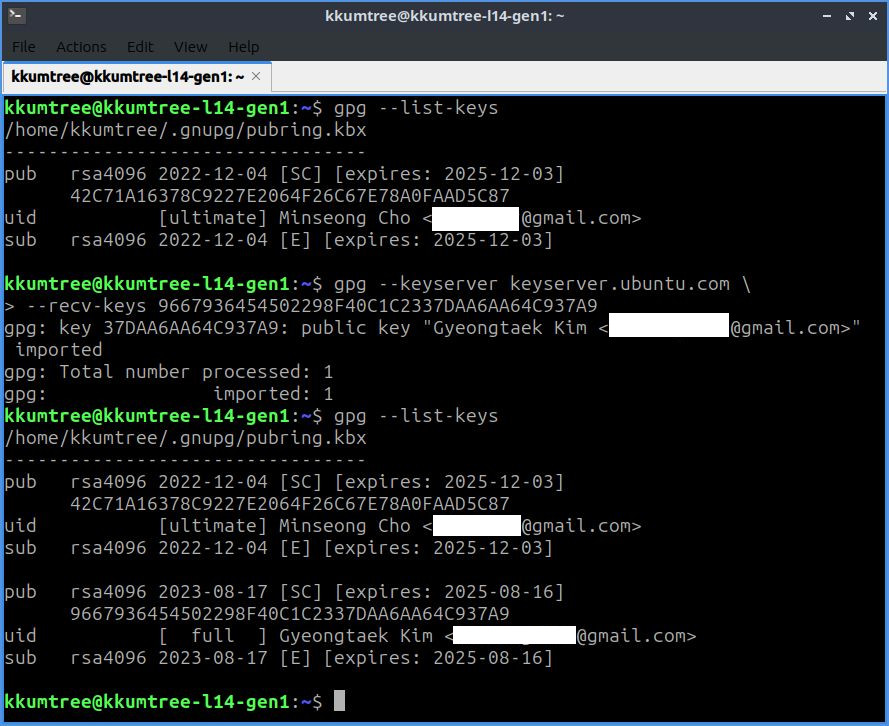 kkumtree@kkumtree-l14-gen1: ~
File Actions Edit View Help
kkumtree@kkumtree-l14-gen1: ~ ×
kkumtree@kkumtree-l14-gen1:~$ gpg --list-keys
/home/kkumtree/.gnupg/pubring.kbx
---------------------------------
pub   rsa4096 2022-12-04 [SC] [expires: 2025-12-03]
      42C71A16378C9227E2064F26C67E78A0FAAD5C87
uid           [ultimate] Minseong Cho <@gmail.com>
sub   rsa4096 2022-12-04 [E] [expires: 2025-12-03]

kkumtree@kkumtree-l14-gen1:~$ gpg --keyserver keyserver.ubuntu.com \
> --recv-keys 9667936454502298F40C1C2337DAA6AA64C937A9
gpg: key 37DAA6AA64C937A9: public key "Gyeongtaek Kim <@gmail.com>"
 imported
gpg: Total number processed: 1
gpg:               imported: 1
kkumtree@kkumtree-l14-gen1:~$ gpg --list-keys
/home/kkumtree/.gnupg/pubring.kbx
---------------------------------
pub   rsa4096 2022-12-04 [SC] [expires: 2025-12-03]
      42C71A16378C9227E2064F26C67E78A0FAAD5C87
uid           [ultimate] Minseong Cho <@gmail.com>
sub   rsa4096 2022-12-04 [E] [expires: 2025-12-03]

pub   rsa4096 2023-08-17 [SC] [expires: 2025-08-16]
      9667936454502298F40C1C2337DAA6AA64C937A9
uid           [  full  ] Gyeongtaek Kim <@gmail.com>
sub   rsa4096 2023-08-17 [E] [expires: 2025-08-16]

kkumtree@kkumtree-l14-gen1:~$